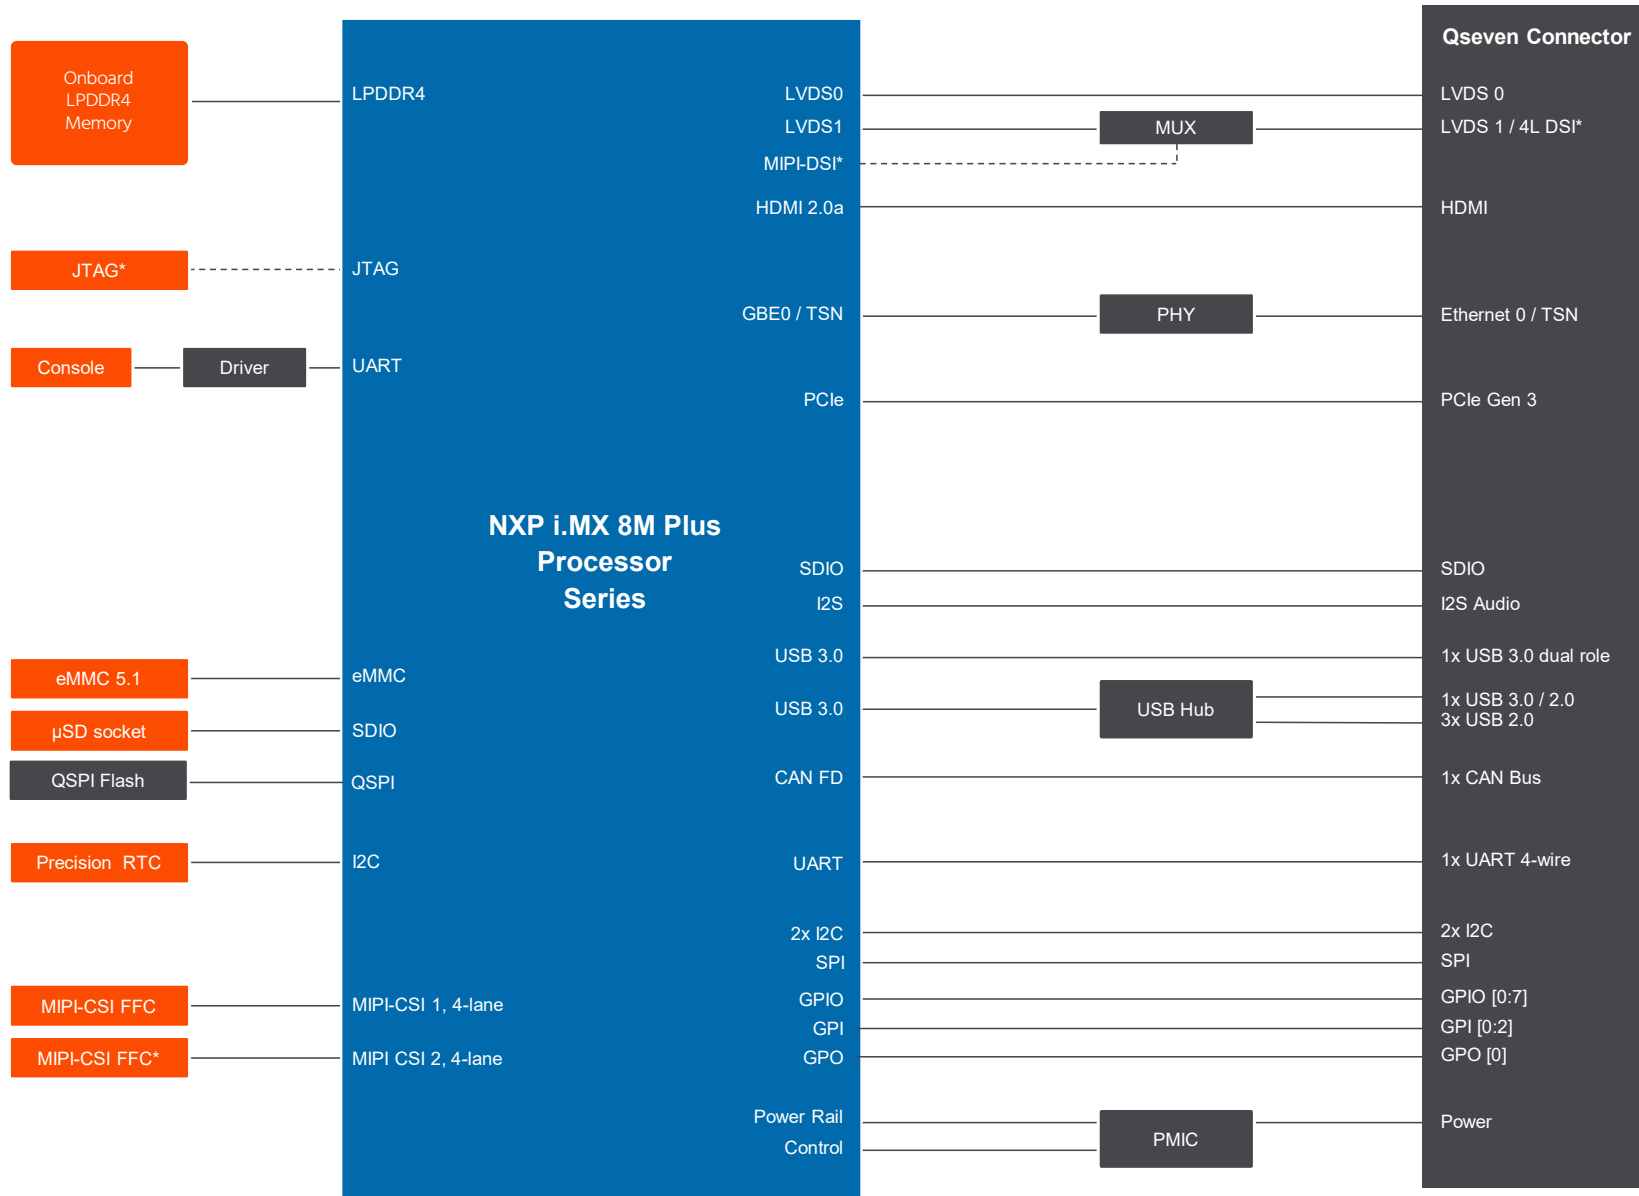 Onboard
LPDDR4
Memory
JTAG*
Console
Driver
eMMC 5.1
µSD socket
QSPI Flash
Precision RTC
MIPI-CSI FFC
MIPI-CSI FFC*
LPDDR4
JTAG
UART
eMMC
SDIO
QSPI
I2C
MIPI-CSI 1, 4-lane
MIPI CSI 2, 4-lane
NXP i.MX 8M Plus
Processor
Series
LVDS0
LVDS1
MIPI-DSI*
HDMI 2.0a
GBE0 / TSN
PCIe
SDIO
I2S
USB 3.0
USB 3.0
CAN FD
UART
2x I2C
SPI
GPIO
GPI
GPO
Power Rail
Control
MUX
PHY
USB Hub
PMIC
Qseven Connector
LVDS 0
LVDS 1 / 4L DSI*
HDMI
Ethernet 0 / TSN
PCIe Gen 3
SDIO
I2S Audio
1x USB 3.0 dual role
1x USB 3.0 / 2.0
3x USB 2.0
1x CAN Bus
1x UART 4-wire
2x I2C
SPI
GPIO [0:7]
GPI [0:2]
GPO [0]
Power